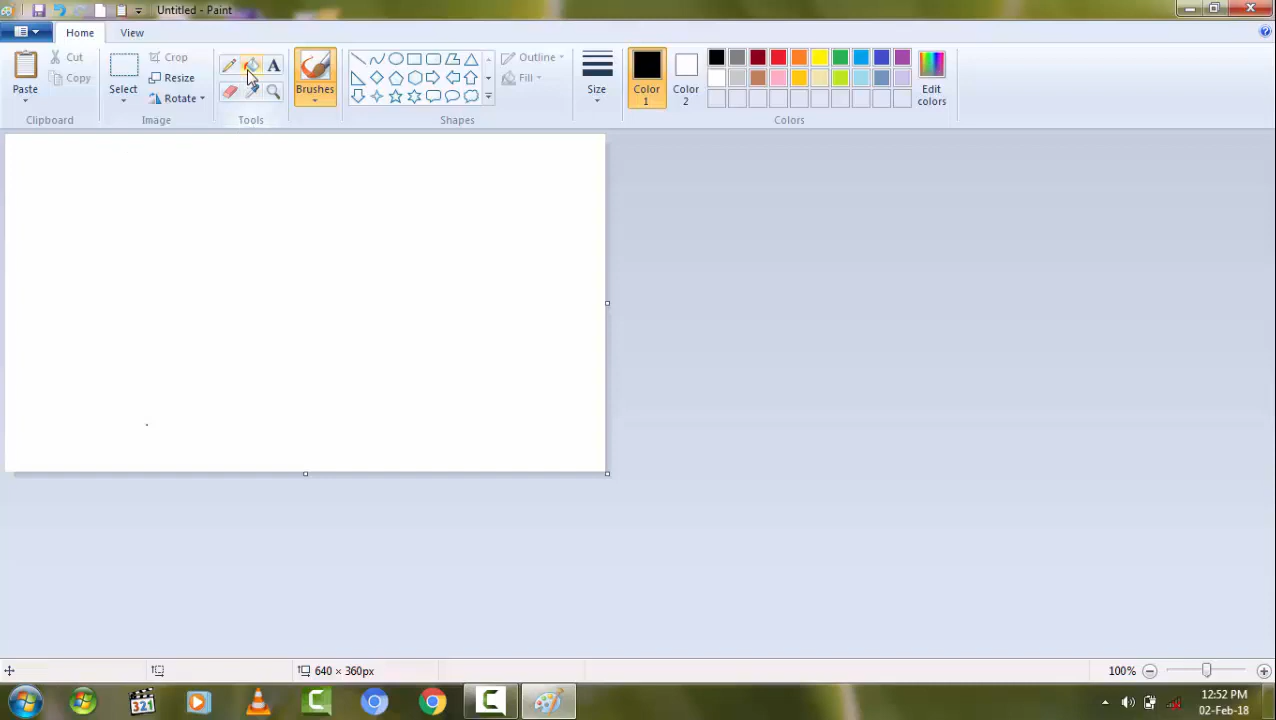 Untitled - Paint
Home
View
Paste
Cut
Copy
Clipboard
Select
Crop
Resize
Rotate
Image
A
Tools
Brushes
Outline
Fill
Shapes
Size
Color
1
Color
2
Edit
colors
Colors
640 × 360px
100%
321
12:52 PM
02-Feb-18